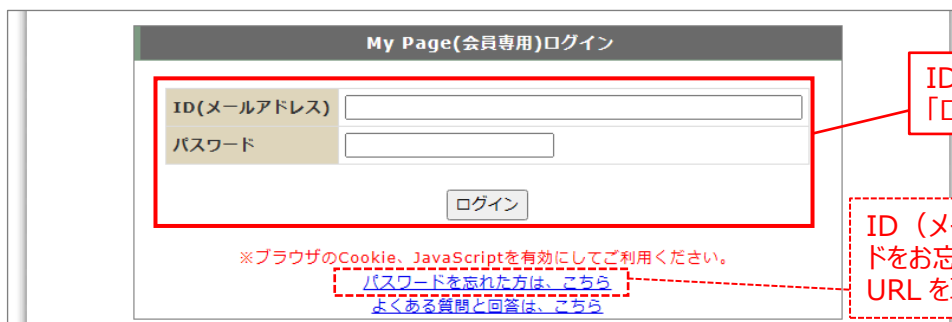 My Page(会員専用)ログイン
ID(メールアドレス)
パスワード
ログイン
※ブラウザのCookie、JavaScriptを有効にしてご利用ください。
パスワードを忘れた方は、こちら
よくある質問と回答は、こちら
ID
ID（メ
ドをお忘
URL を